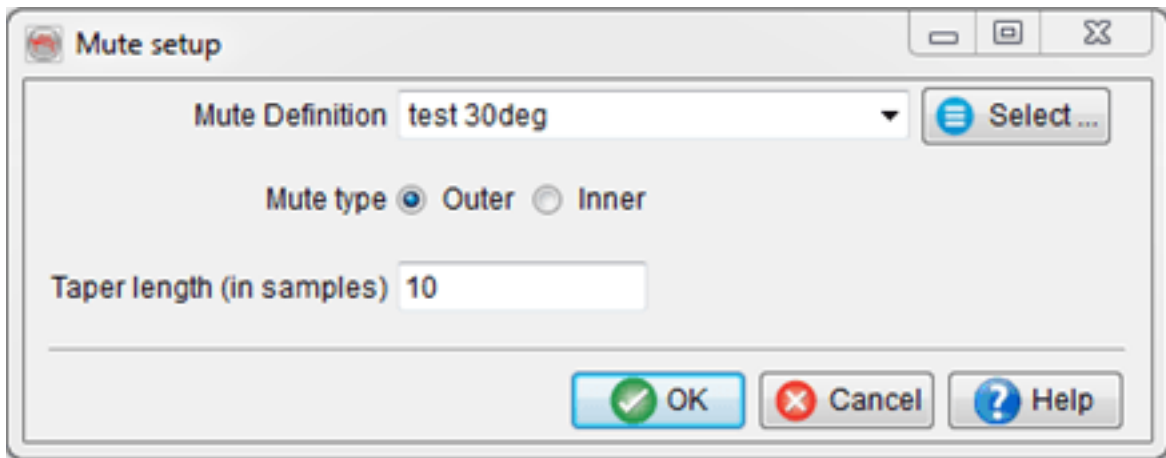 Mute setup
Mute Definition test 30deg Select ...
Mute type Outer Inner
Taper length (in samples) 10
OK Cancel Help